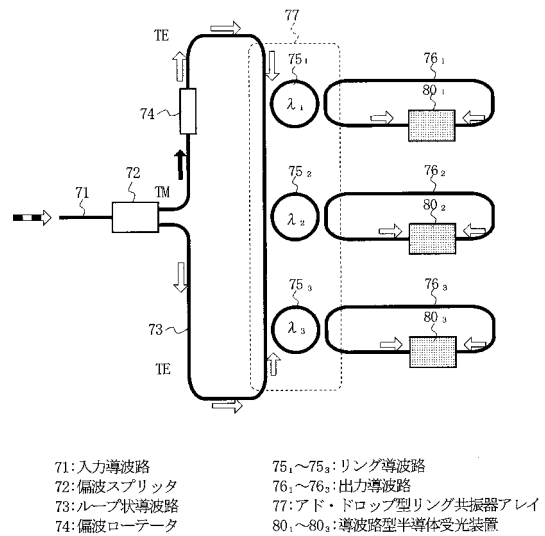 77
TE
75₁
76₁
80₁
λ₁
74
72
TM
71
75₂
76₂
80₂
λ₂
75₃
76₃
80₃
λ₃
73
TE
71:入力導波路
72:偏波スプリッタ
73:ループ状導波路
74:偏波ローテータ
75₁~75₃:リング導波路
76₁~76₃:出力導波路
77:アド・ドロップ型リング共振器アレイ
80₁~80₃:導波路型半導体受光装置